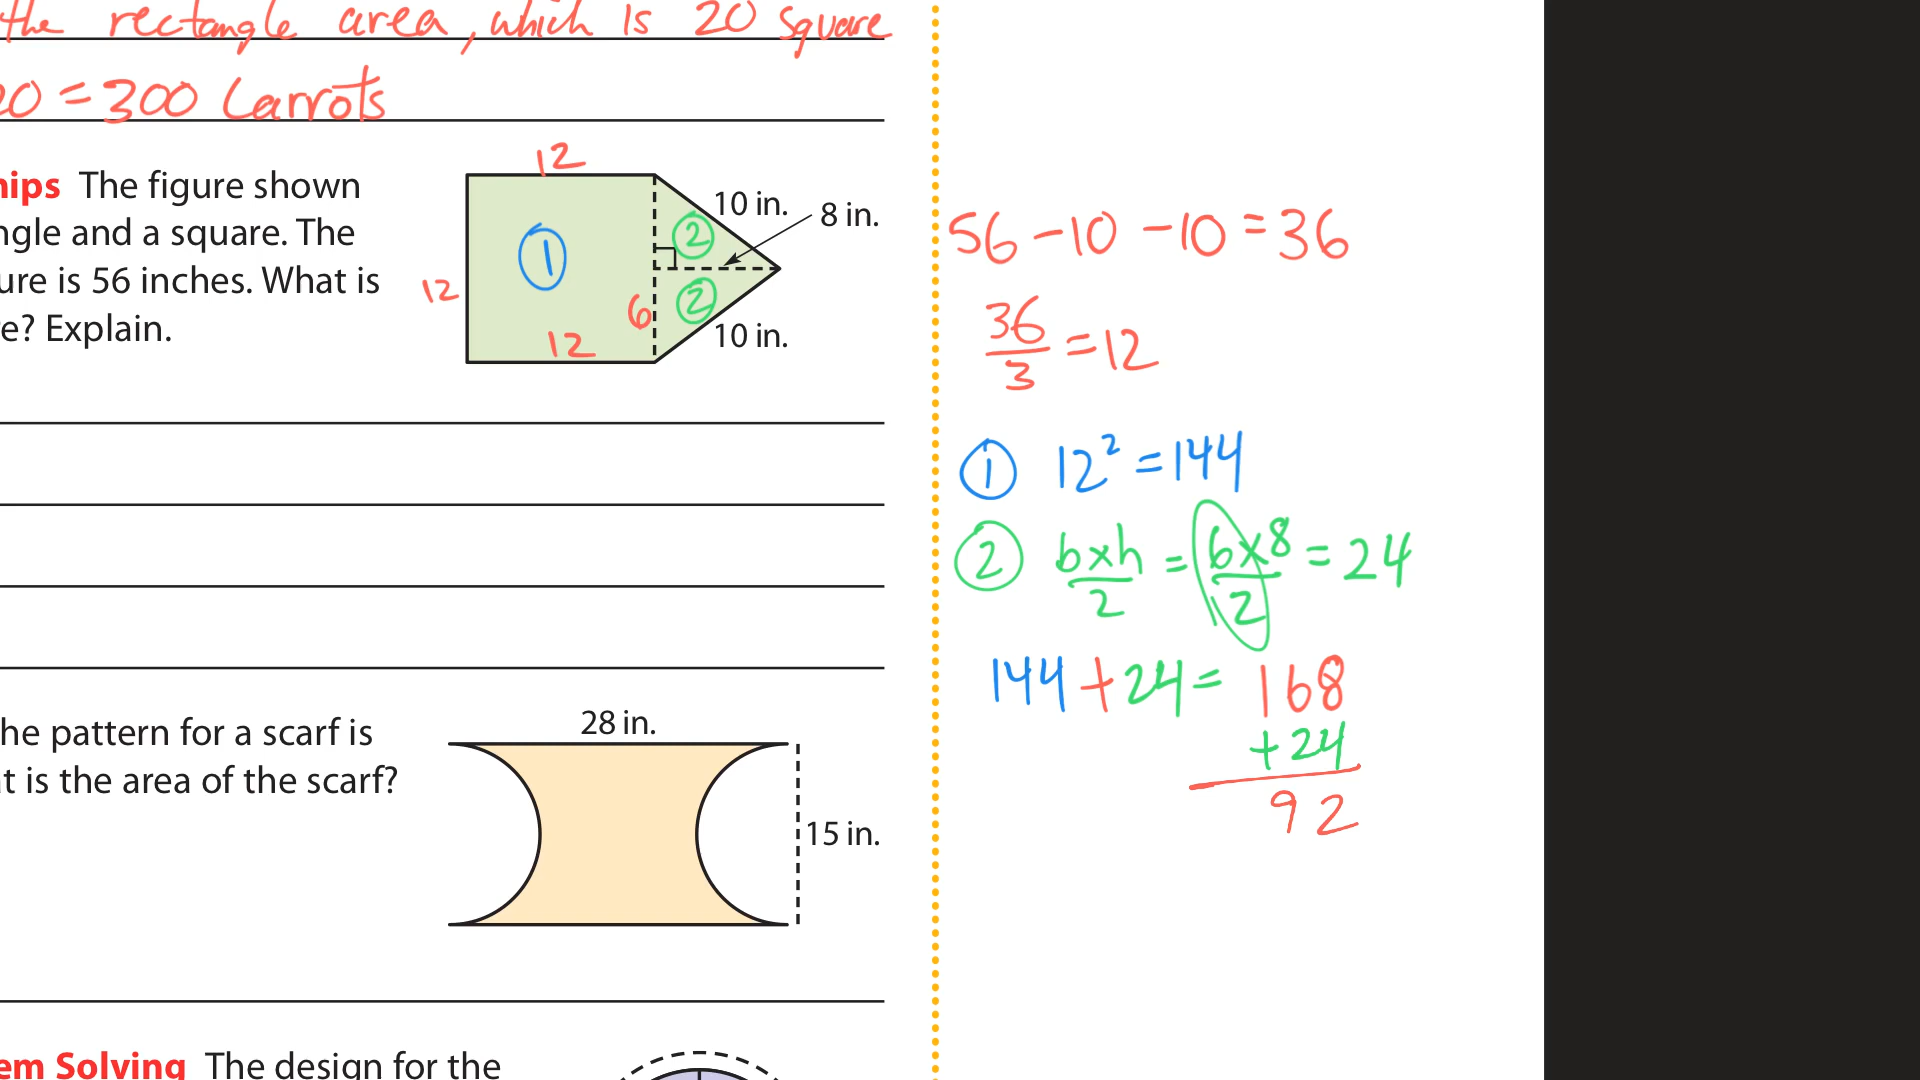 the rectangle area, which is 20 square
20 = 300 Carrots
hips The figure shown
ngle and a square. The
ure is 56 inches. What is
e? Explain.
12
12
12
6
1
2
2
10 in.
8 in.
10 in.
56 - 10 - 10 = 36
36/3 = 12
1 12² = 144
2 bxh/2 = 6x8/2 = 24
144 + 24 = 168
+24
92
he pattern for a scarf is
t is the area of the scarf?
28 in.
15 in.
em Solving The design for the